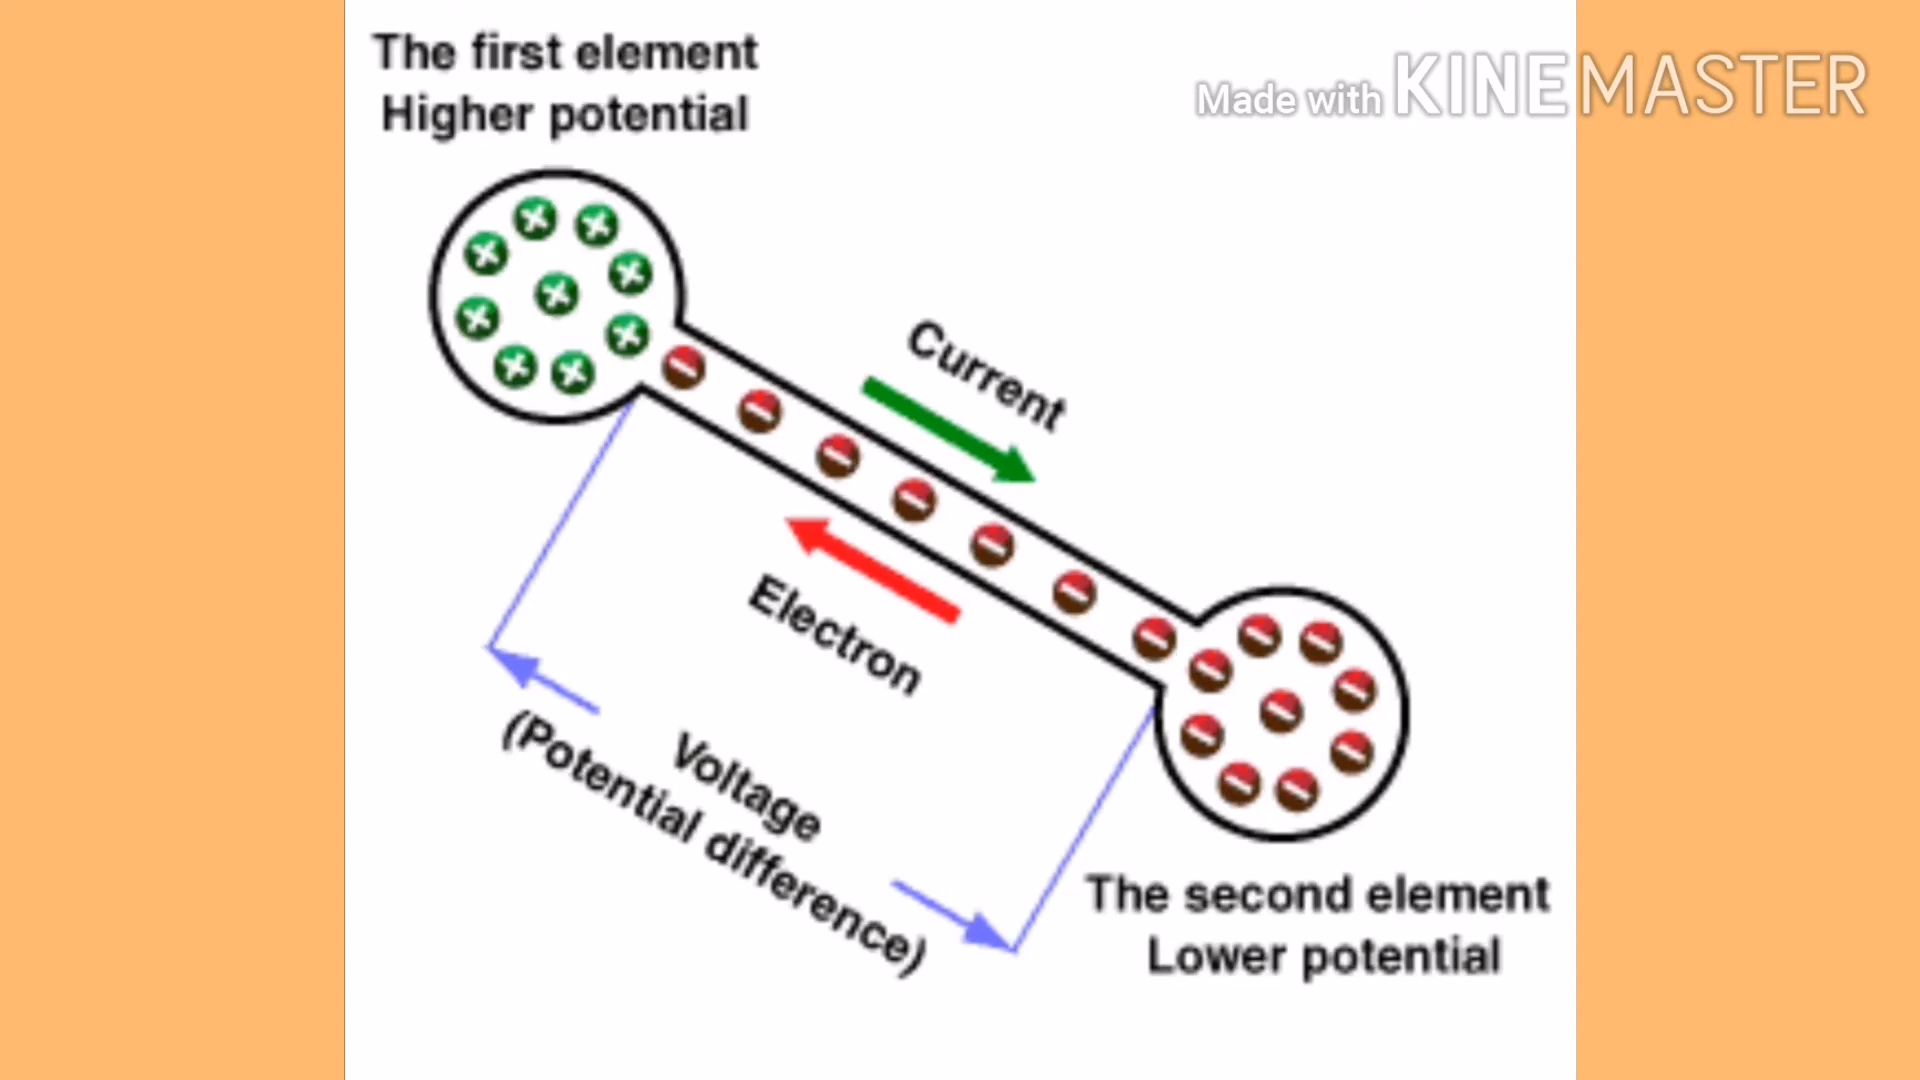 The first element
Higher potential
Made with KINEMASTER
Current
Electron
Voltage
(Potential difference)
The second element
Lower potential